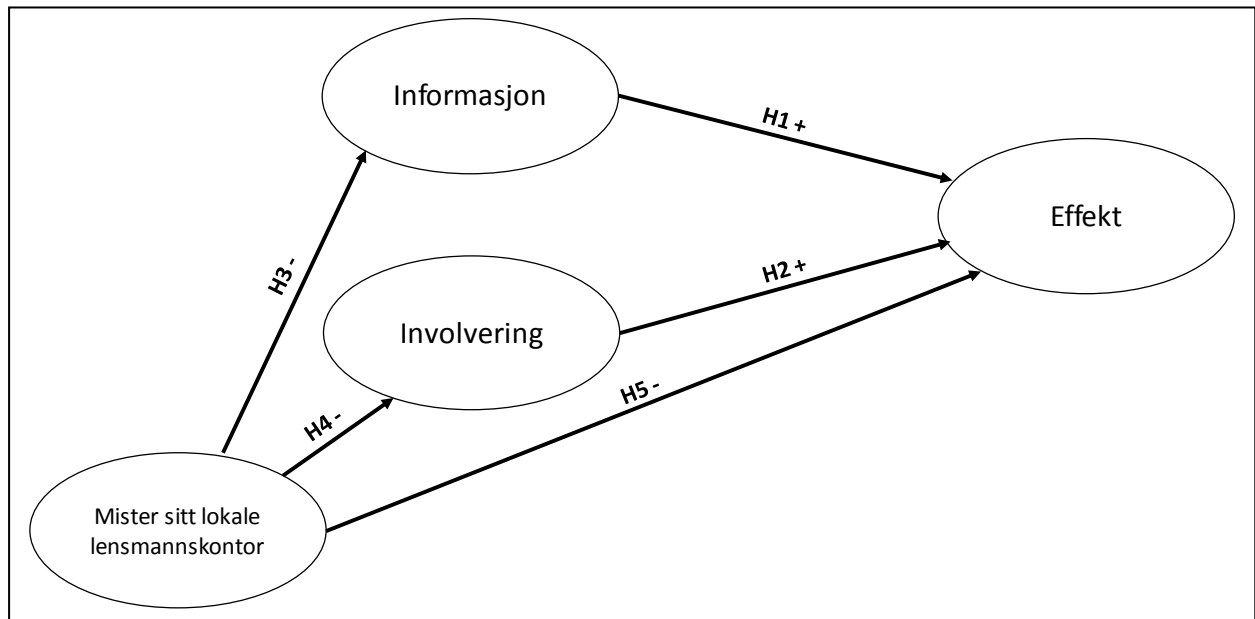 Informasjon
H1 +
Effekt
H3 -
Involvering
H2 +
H4 -
H5 -
Mister sitt lokale
lensmannskontor